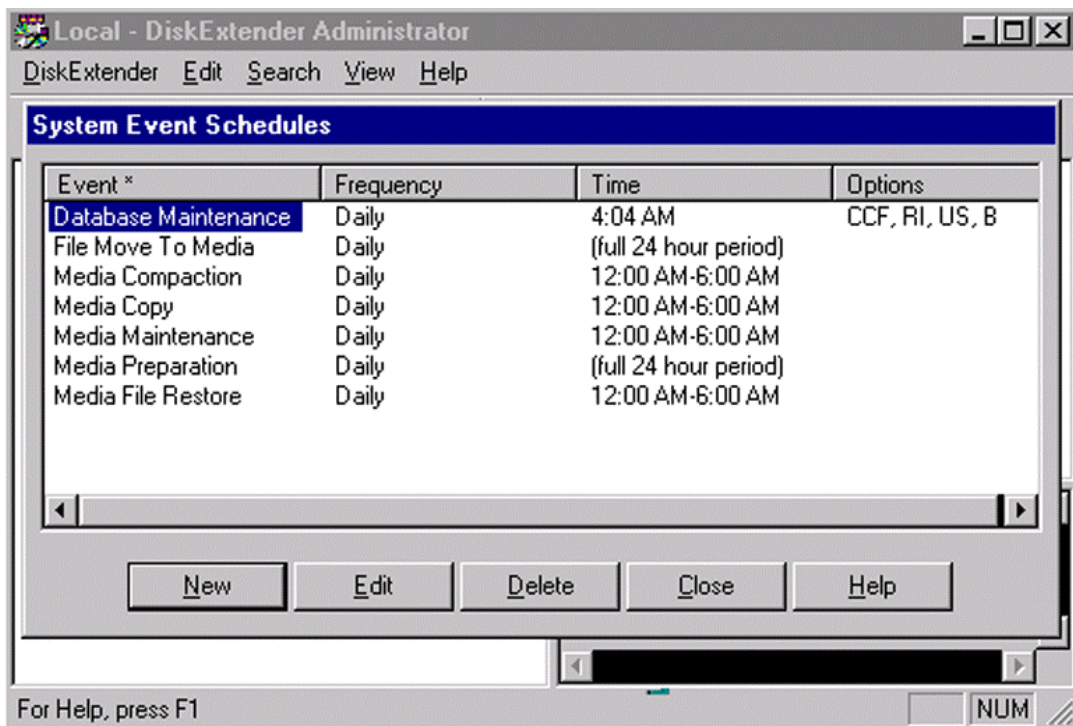 Local - DiskExtender Administrator
DiskExtender Edit Search View Help
System Event Schedules
Event * Frequency Time Options
Database Maintenance Daily 4:04 AM CCF, RI, US, B
File Move To Media Daily (full 24 hour period)
Media Compaction Daily 12:00 AM-6:00 AM
Media Copy Daily 12:00 AM-6:00 AM
Media Maintenance Daily 12:00 AM-6:00 AM
Media Preparation Daily (full 24 hour period)
Media File Restore Daily 12:00 AM-6:00 AM
New Edit Delete Close Help
For Help, press F1 NUM